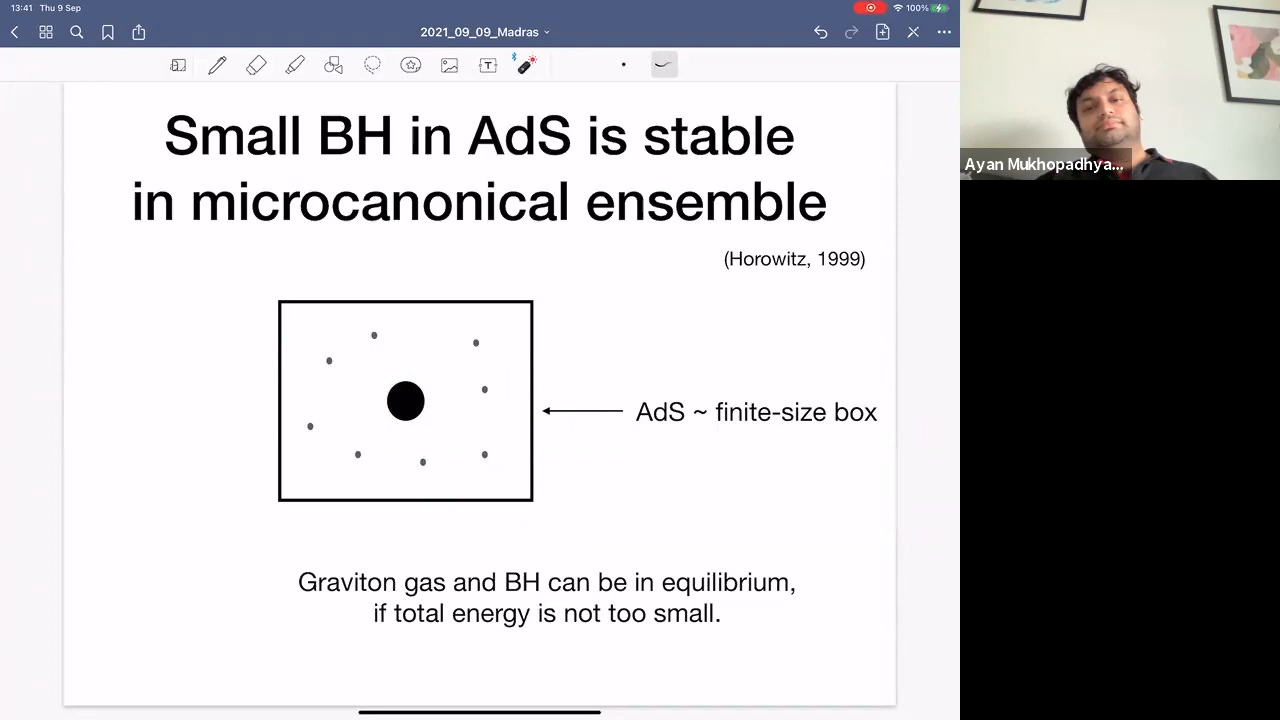 13:41 Thu 9 Sep
100%
2021_09_09_Madras
T
Small BH in AdS is stable
in microcanonical ensemble
(Horowitz, 1999)
AdS ~ finite-size box
Graviton gas and BH can be in equilibrium,
if total energy is not too small.
Ayan Mukhopadhya...